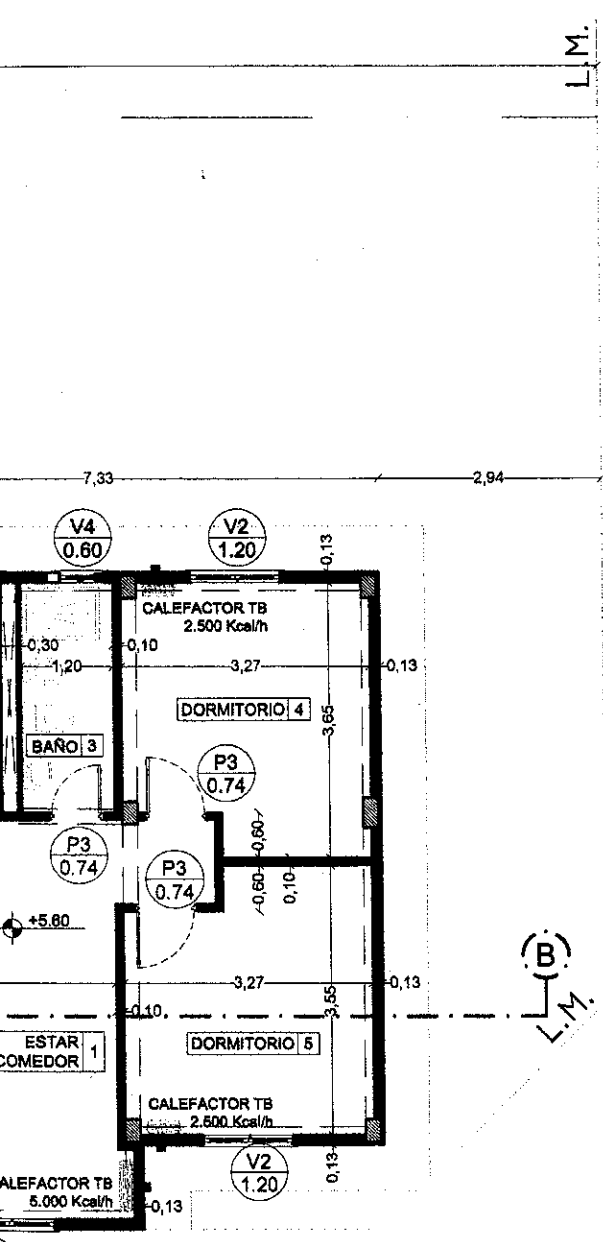 L.M.
7,33
2,94
V4
0.60
V2
1.20
0,13
CALEFACTOR TB
2.500 Kcal/h
0,30
0,10
1,20
3,27
0,13
DORMITORIO 4
3,65
BAÑO 3
P3
0.74
P3
0.74
P3
0.74
0,60
0,60
0,10
+5.60
B
3,27
0,13
3,55
L.M.
0,10
ESTAR
COMEDOR 1
DORMITORIO 5
CALEFACTOR TB
2.500 Kcal/h
V2
1.20
0,13
ALEFACTOR TB
5.000 Kcal/h
0,13